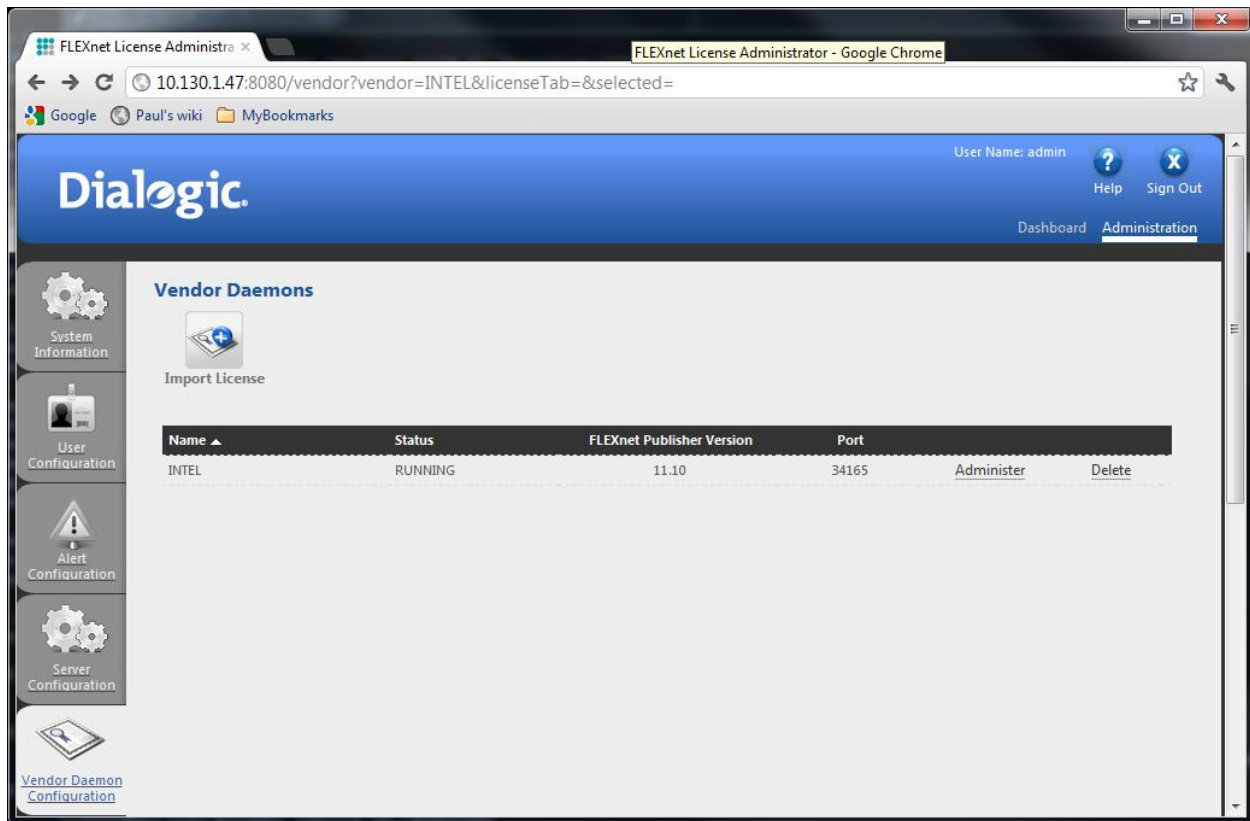 FLEXnet License Administra
FLEXnet License Administrator - Google Chrome
10.130.1.47:8080/vendor?vendor=INTEL&licenseTab=&selected=
Google Paul's wiki MyBookmarks
Dialogic.
User Name: admin
Help Sign Out
Dashboard Administration
System
Information
User
Configuration
Alert
Configuration
Server
Configuration
Vendor Daemon
Configuration
Vendor Daemons
Import License
Name Status FLEXnet Publisher Version Port
INTEL RUNNING 11.10 34165 Administer Delete